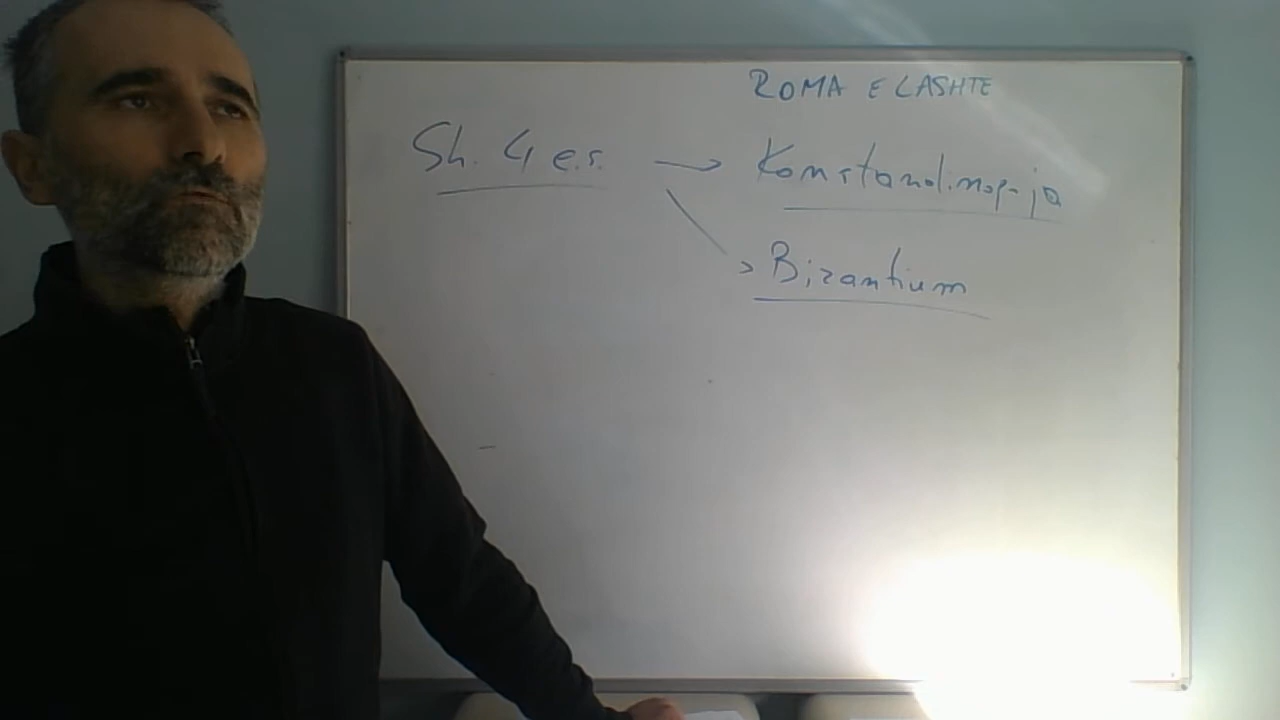 ROMA E LASHTE
Sh. 4 e.s. → Konstandinopoja
→ Bizantium